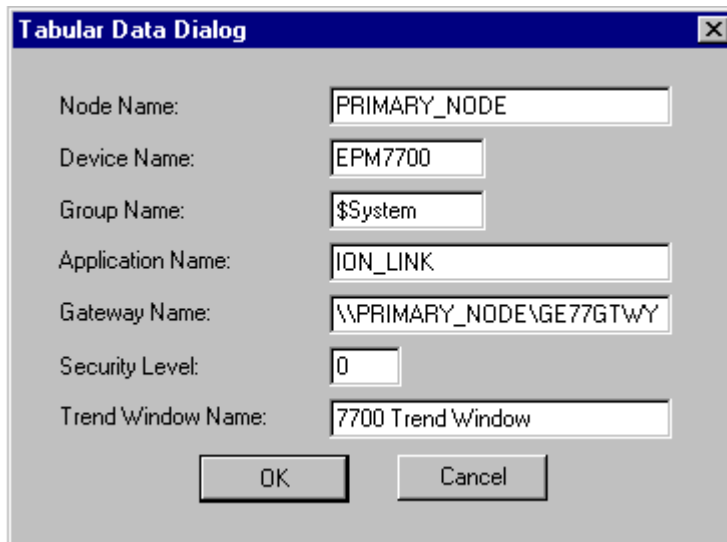 Tabular Data Dialog
Node Name: PRIMARY_NODE
Device Name: EPM7700
Group Name: $System
Application Name: ION_LINK
Gateway Name: \\PRIMARY_NODE\GE77GTWY
Security Level: 0
Trend Window Name: 7700 Trend Window
OK Cancel